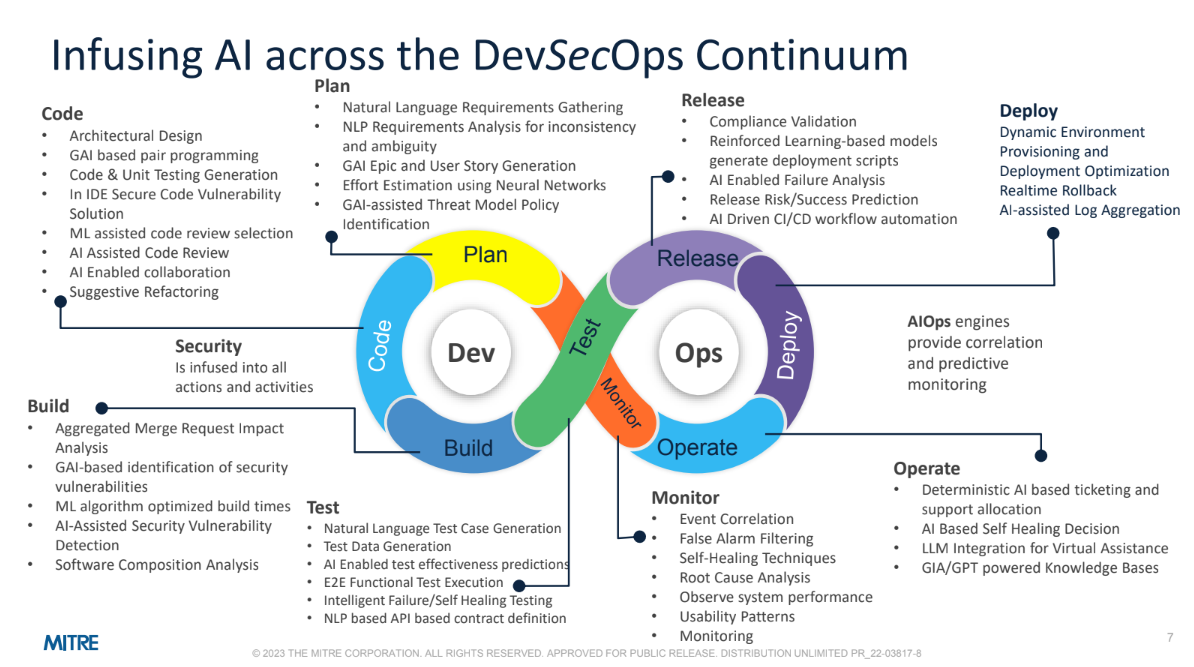 Infusing AI across the DevSecOps Continuum
Code
• Architectural Design
• GAI based pair programming
• Code & Unit Testing Generation
• In IDE Secure Code Vulnerability
Solution
• ML assisted code review selection
• AI Assisted Code Review
• AI Enabled collaboration
• Suggestive Refactoring
Plan
• Natural Language Requirements Gathering
• NLP Requirements Analysis for inconsistency
and ambiguity
• GAI Epic and User Story Generation
• Effort Estimation using Neural Networks
• GAI-assisted Threat Model Policy
Identification
Release
• Compliance Validation
• Reinforced Learning-based models
generate deployment scripts
• AI Enabled Failure Analysis
• Release Risk/Success Prediction
• AI Driven CI/CD workflow automation
Deploy
Dynamic Environment
Provisioning and
Deployment Optimization
Realtime Rollback
AI-assisted Log Aggregation
Plan
Code
Dev
Build
Test
Release
Deploy
Ops
Monitor
Operate
Security
Is infused into all
actions and activities
AIOps engines
provide correlation
and predictive
monitoring
Build
• Aggregated Merge Request Impact
Analysis
• GAI-based identification of security
vulnerabilities
• ML algorithm optimized build times
• AI-Assisted Security Vulnerability
Detection
• Software Composition Analysis
Test
• Natural Language Test Case Generation
• Test Data Generation
• AI Enabled test effectiveness predictions
• E2E Functional Test Execution
• Intelligent Failure/Self Healing Testing
• NLP based API based contract definition
Monitor
• Event Correlation
• False Alarm Filtering
• Self-Healing Techniques
• Root Cause Analysis
• Observe system performance
• Usability Patterns
• Monitoring
Operate
• Deterministic AI based ticketing and
support allocation
• AI Based Self Healing Decision
• LLM Integration for Virtual Assistance
• GIA/GPT powered Knowledge Bases
MITRE
© 2023 THE MITRE CORPORATION. ALL RIGHTS RESERVED. APPROVED FOR PUBLIC RELEASE. DISTRIBUTION UNLIMITED PR_22-03817-8
7